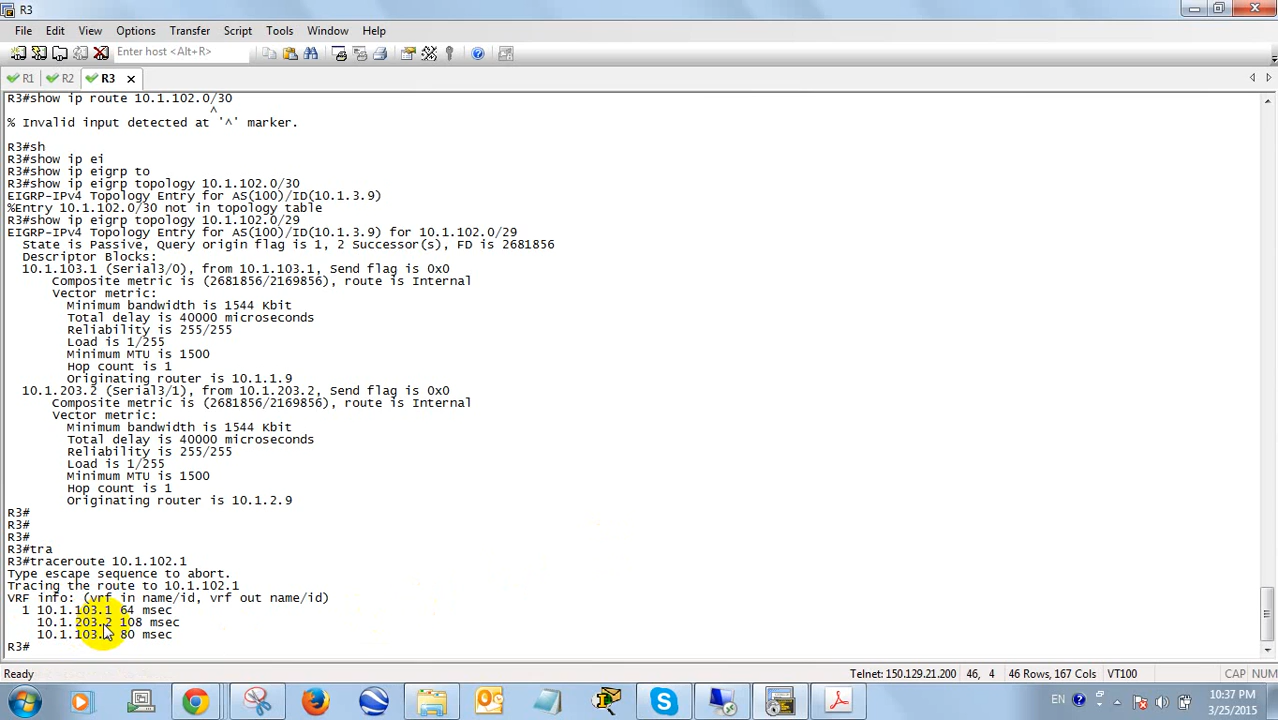 R3
File Edit View Options Transfer Script Tools Window Help
Enter host <Alt+R>
R1 R2 R3
R3#show ip route 10.1.102.0/30
^
% Invalid input detected at '^' marker.
R3#sh
R3#show ip ei
R3#show ip eigrp to
R3#show ip eigrp topology 10.1.102.0/30
EIGRP-IPv4 Topology Entry for AS(100)/ID(10.1.3.9)
%Entry 10.1.102.0/30 not in topology table
R3#show ip eigrp topology 10.1.102.0/29
EIGRP-IPv4 Topology Entry for AS(100)/ID(10.1.3.9) for 10.1.102.0/29
State is Passive, Query origin flag is 1, 2 Successor(s), FD is 2681856
Descriptor Blocks:
10.1.103.1 (Serial3/0), from 10.1.103.1, Send flag is 0x0
Composite metric is (2681856/2169856), route is Internal
Vector metric:
Minimum bandwidth is 1544 Kbit
Total delay is 40000 microseconds
Reliability is 255/255
Load is 1/255
Minimum MTU is 1500
Hop count is 1
Originating router is 10.1.1.9
10.1.203.2 (Serial3/1), from 10.1.203.2, Send flag is 0x0
Composite metric is (2681856/2169856), route is Internal
Vector metric:
Minimum bandwidth is 1544 Kbit
Total delay is 40000 microseconds
Reliability is 255/255
Load is 1/255
Minimum MTU is 1500
Hop count is 1
Originating router is 10.1.2.9
R3#
R3#
R3#
R3#tra
R3#traceroute 10.1.102.1
Type escape sequence to abort.
Tracing the route to 10.1.102.1
VRF info: (vrf in name/id, vrf out name/id)
1 10.1.103.1 64 msec
10.1.203.2 108 msec
80 msec
R3#
Ready Telnet: 150.129.21.200 46, 4 46 Rows, 167 Cols VT100 CAP NUM
EN 10:37 PM
3/25/2015